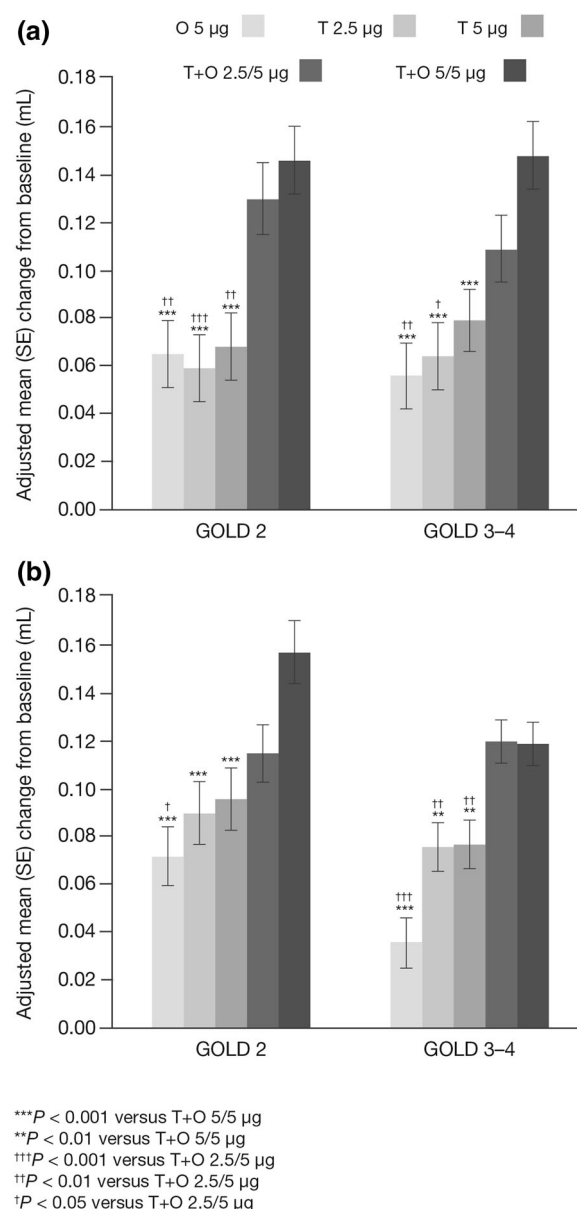 (a)
O 5 µg T 2.5 µg T 5 µg
T+O 2.5/5 µg T+O 5/5 µg
Adjusted mean (SE) change from baseline (mL)
0.18
0.16
0.14
0.12
0.10
0.08
0.06
0.04
0.02
0.00
†† ††† †† †† †
*** *** *** *** *** ***
GOLD 2 GOLD 3–4
(b)
Adjusted mean (SE) change from baseline (mL)
0.18
0.16
0.14
0.12
0.10
0.08
0.06
0.04
0.02
0.00
† ††† †† ††
*** *** *** *** ** **
GOLD 2 GOLD 3–4
***P < 0.001 versus T+O 5/5 µg
**P < 0.01 versus T+O 5/5 µg
†††P < 0.001 versus T+O 2.5/5 µg
††P < 0.01 versus T+O 2.5/5 µg
†P < 0.05 versus T+O 2.5/5 µg